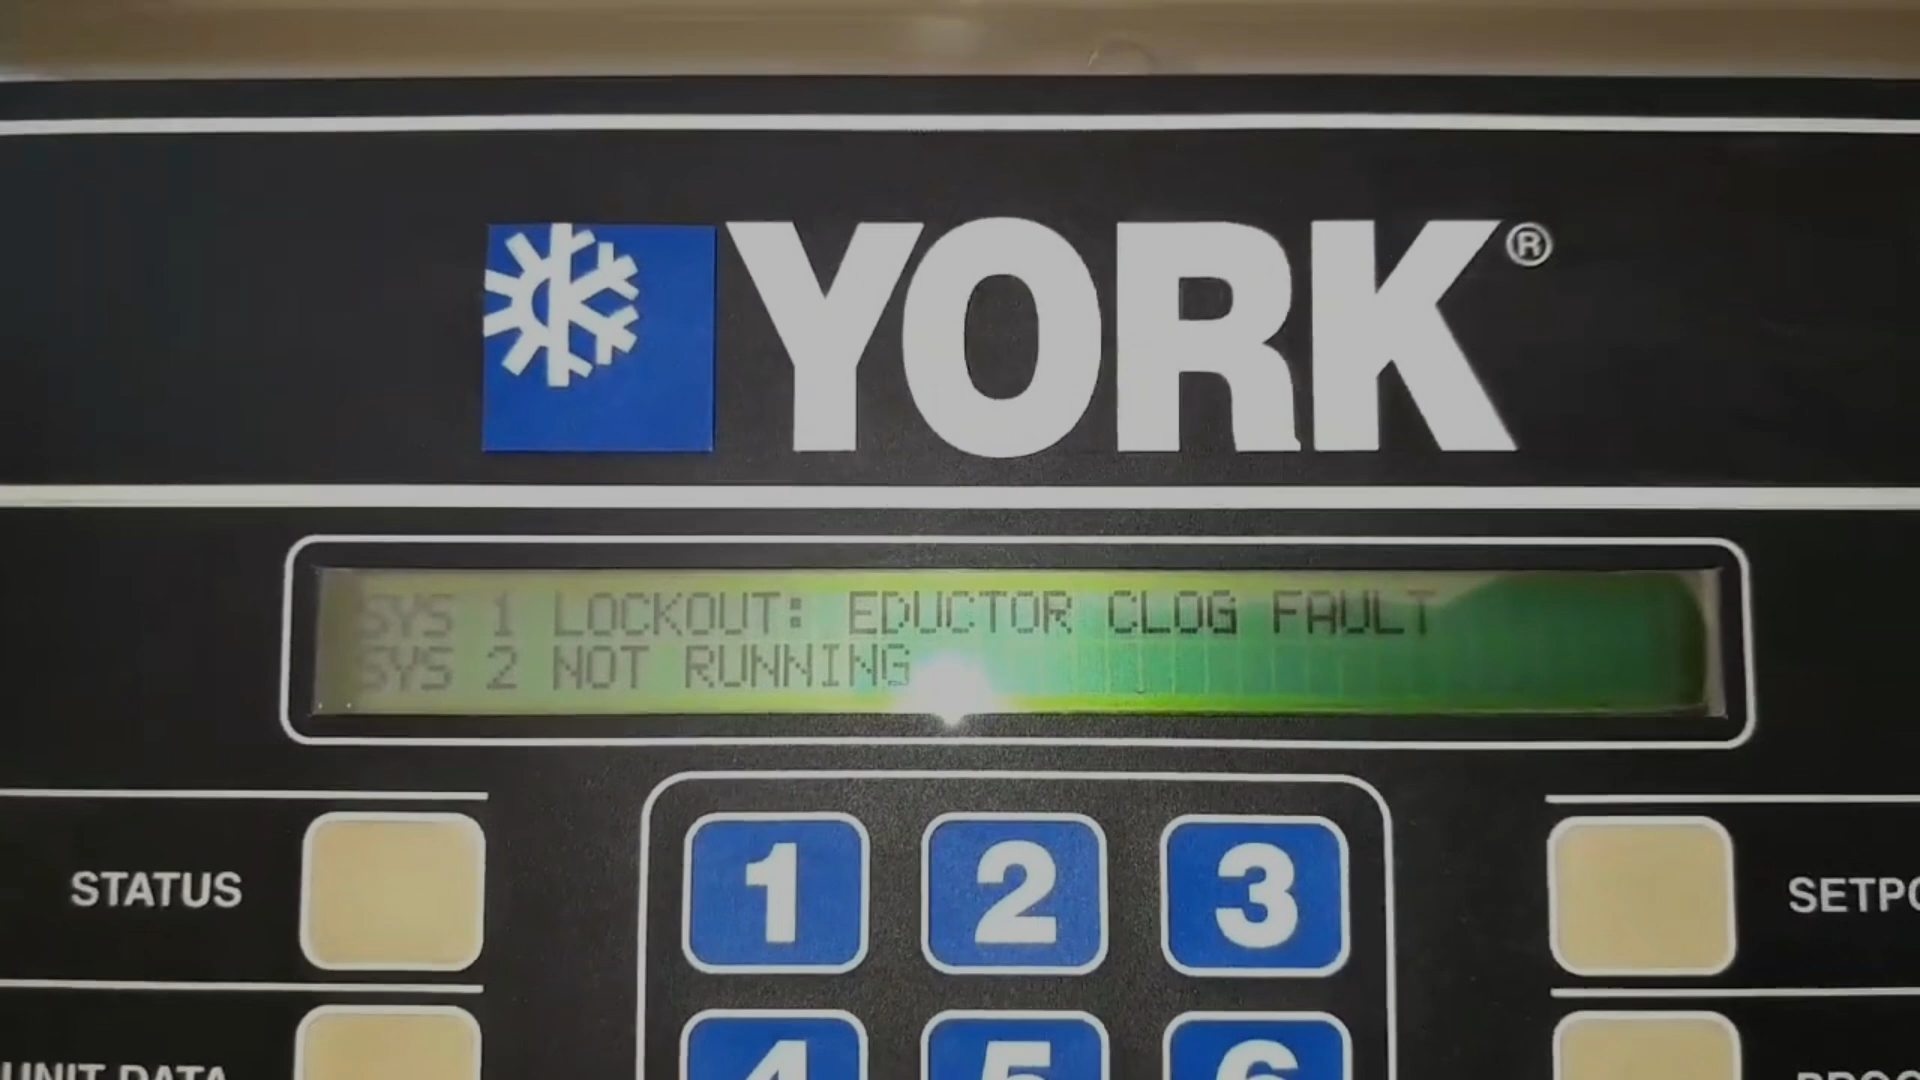 YORK®
SYS 1 LOCKOUT: EDUCTOR CLOG FAULT
SYS 2 NOT RUNNING
1 2 3
STATUS
SETPO
4 5 6
UNIT DATA